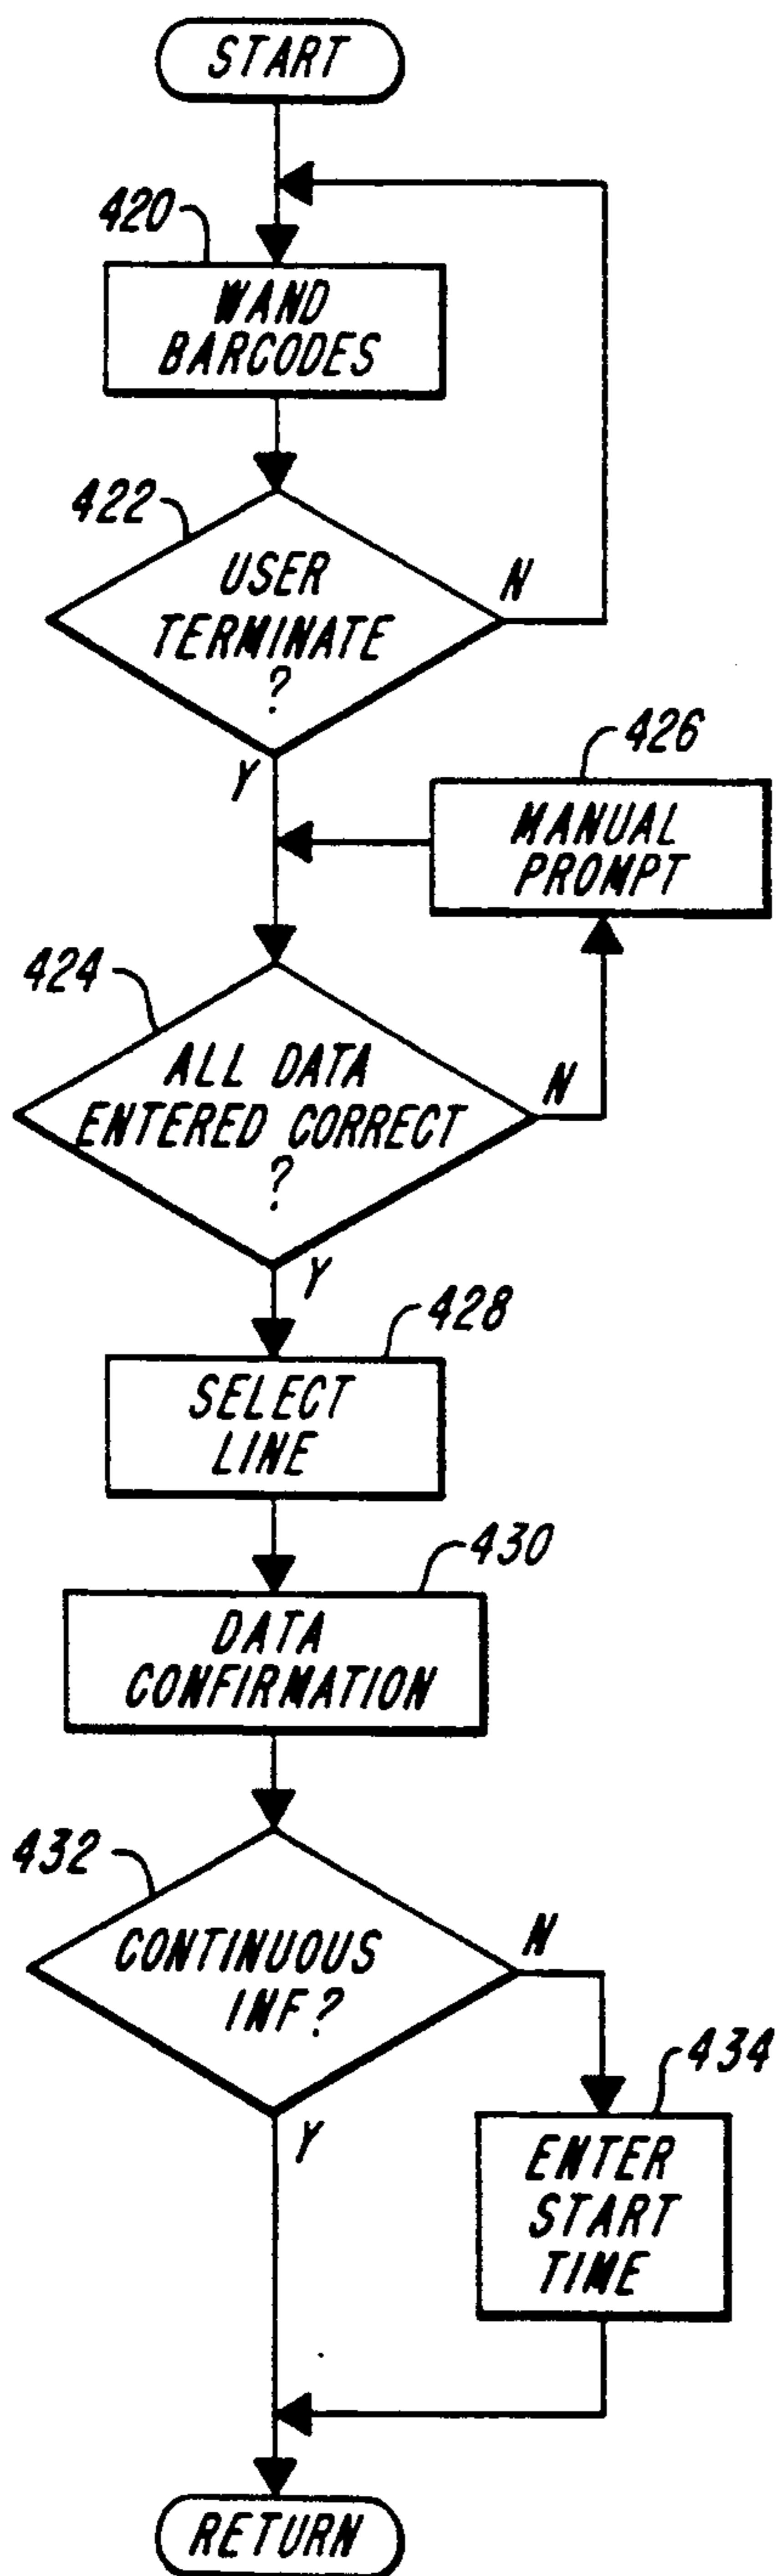 START
420
WAND
BARCODES
422
USER
TERMINATE
?
N
Y
426
MANUAL
PROMPT
424
ALL DATA
ENTERED CORRECT
?
N
Y
428
SELECT
LINE
430
DATA
CONFIRMATION
432
CONTINUOUS
INF?
N
Y
434
ENTER
START
TIME
RETURN